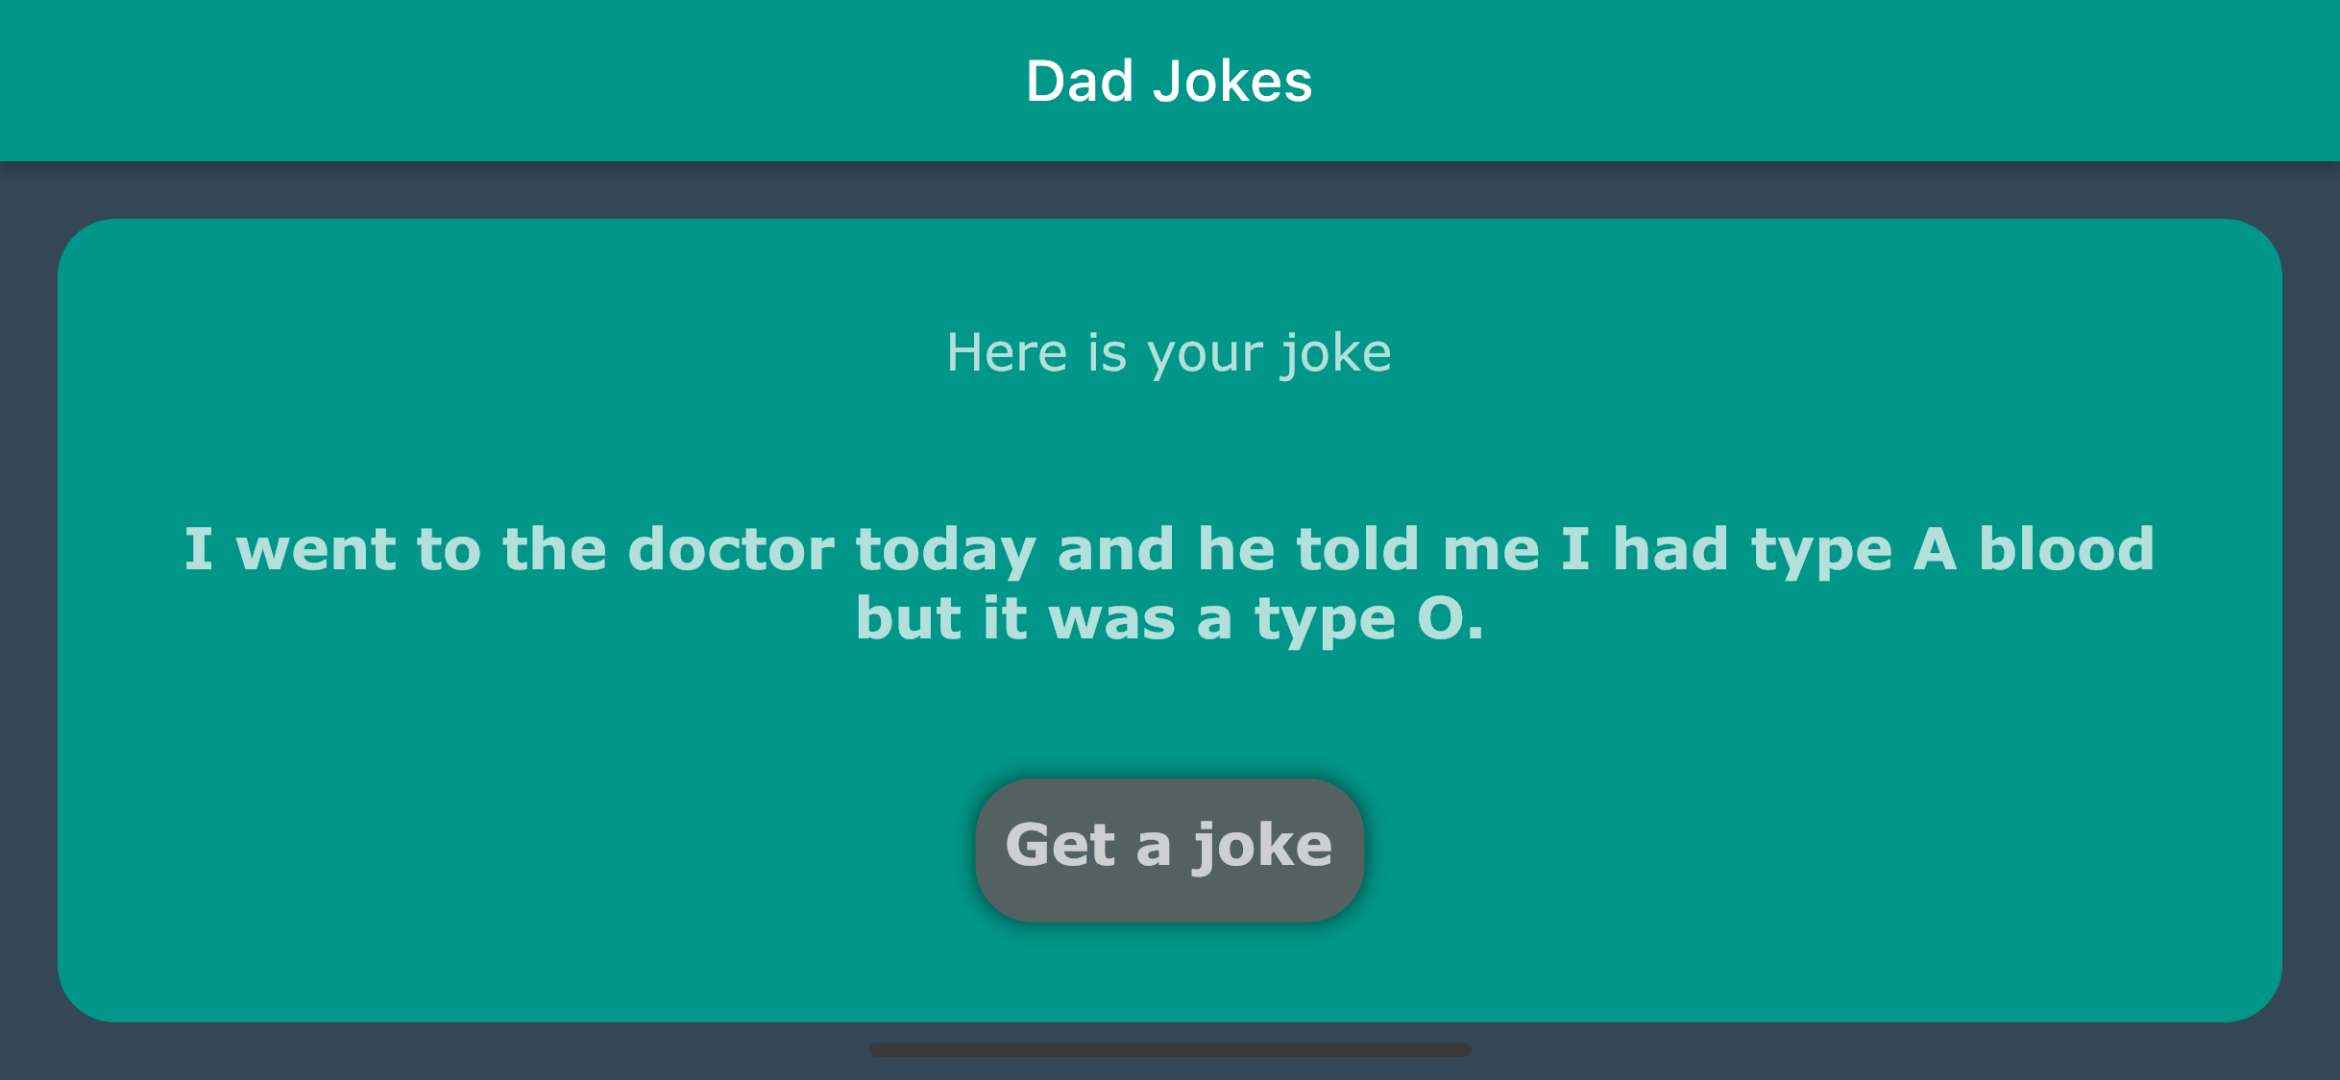 Dad Jokes
Here is your joke
I went to the doctor today and he told me I had type A blood
but it was a type O.
Get a joke